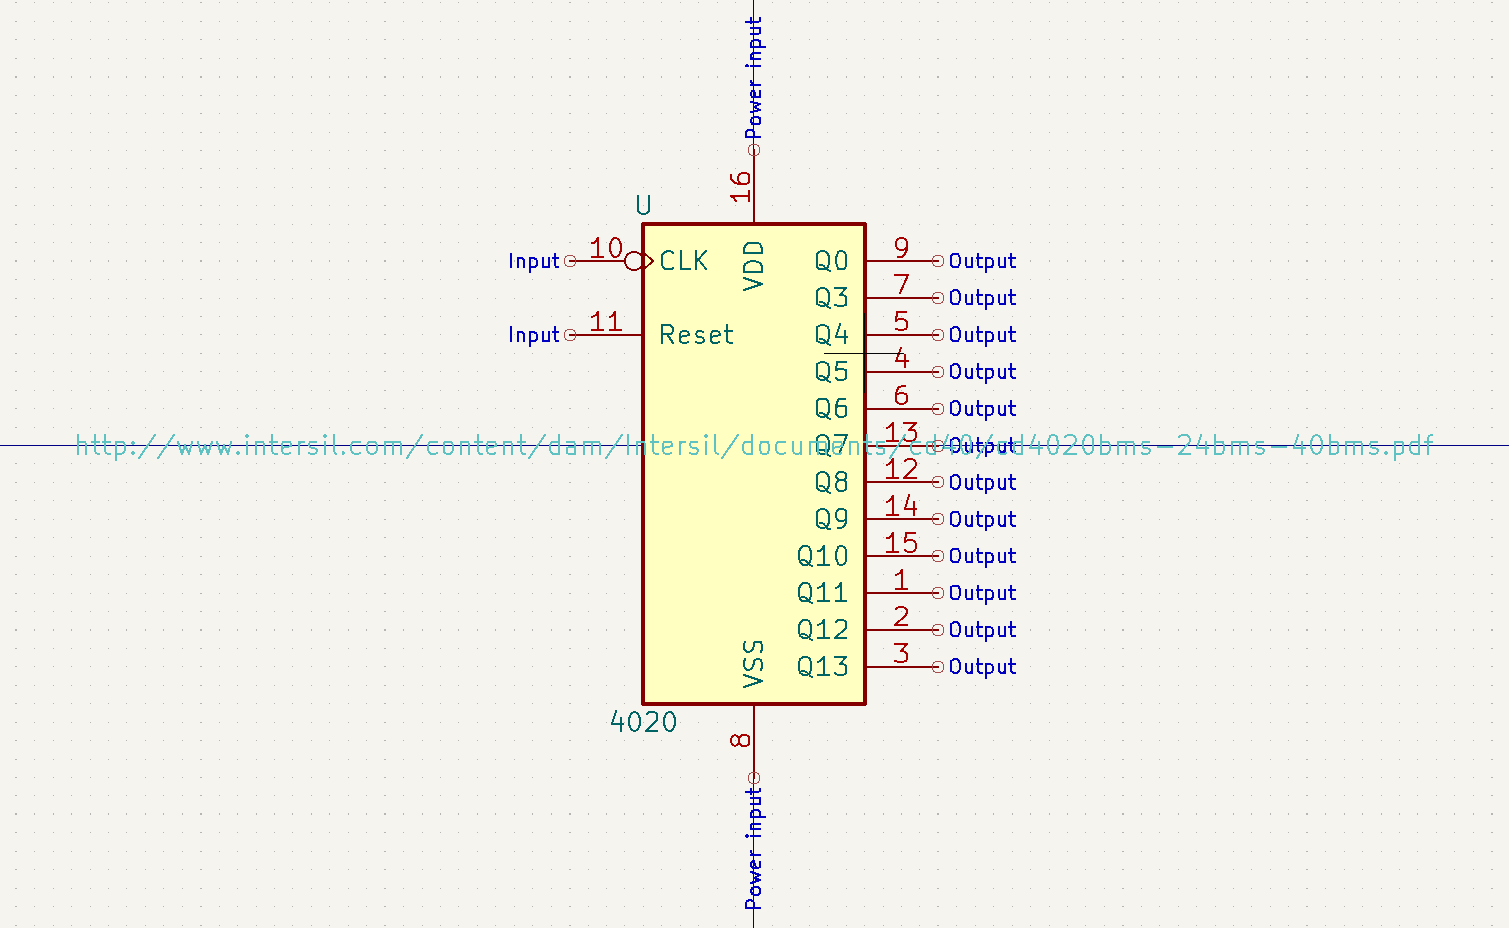 Power input
16
U
Input 10 CLK VDD Q0 9 Output
Q3 7 Output
Input 11 Reset Q4 5 Output
Q5 4 Output
Q6 6 Output
Q7 13 Output
http://www.intersil.com/content/dam/Intersil/documents/cd40/cd4020bms-24bms-40bms.pdf
Q8 12 Output
Q9 14 Output
Q10 15 Output
Q11 1 Output
Q12 2 Output
VSS Q13 3 Output
4020
8
Power input